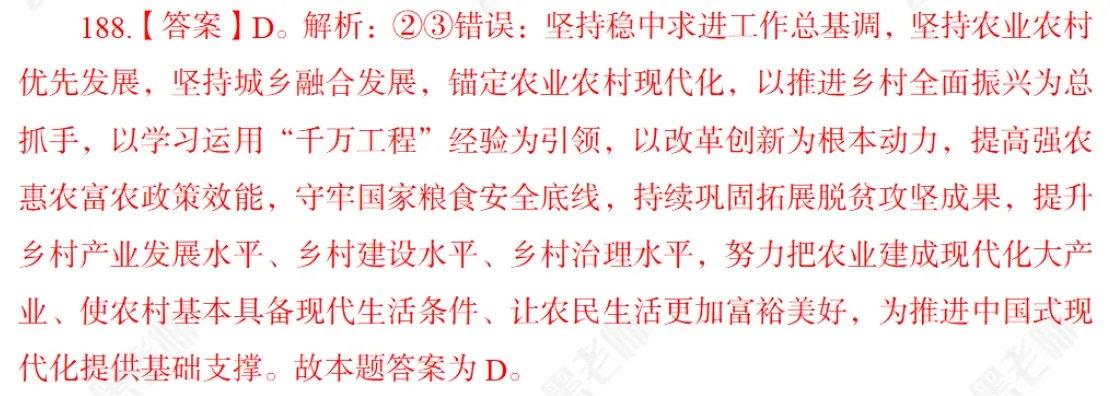 188.【答案】D。解析：②③错误：坚持稳中求进工作总基调，坚持农业农村
优先发展，坚持城乡融合发展，锚定农业农村现代化，以推进乡村全面振兴为总
抓手，以学习运用“千万工程”经验为引领，以改革创新为根本动力，提高强农
惠农富农政策效能，守牢国家粮食安全底线，持续巩固拓展脱贫攻坚成果，提升
乡村产业发展水平、乡村建设水平、乡村治理水平，努力把农业建成现代化大产
业、使农村基本具备现代生活条件、让农民生活更加富裕美好，为推进中国式现
代化提供基础支撑。故本题答案为 D。